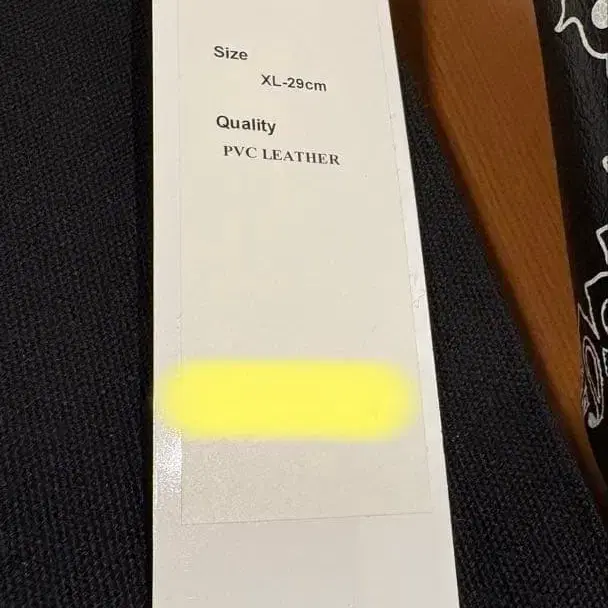 Size
XL-29cm
Quality
PVC LEATHER